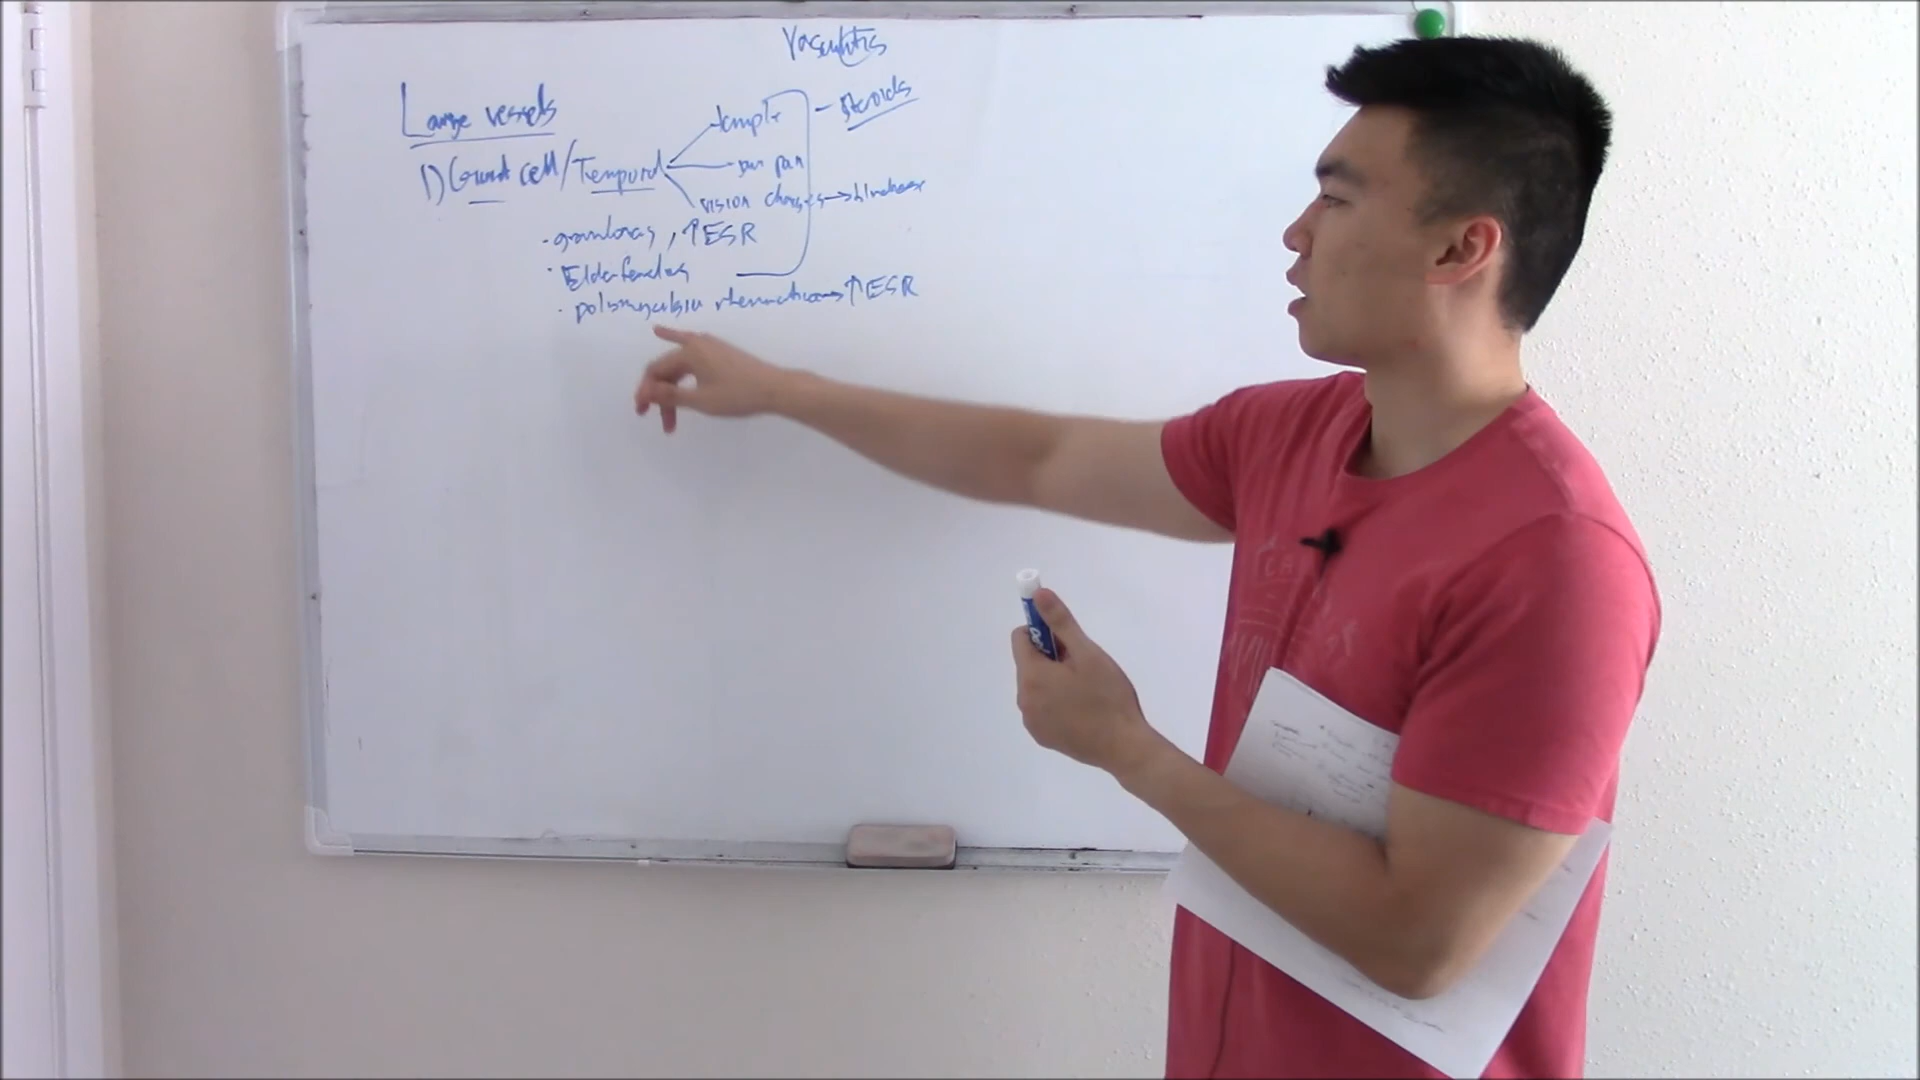 Vasculitis
Large vessels
temple - steroids
1) Giant cell/Temporal
jaw pain
vision changes → blindness
- granulomas, ↑ESR
· Elder females
· polymyalgia rheumatica ↑ESR